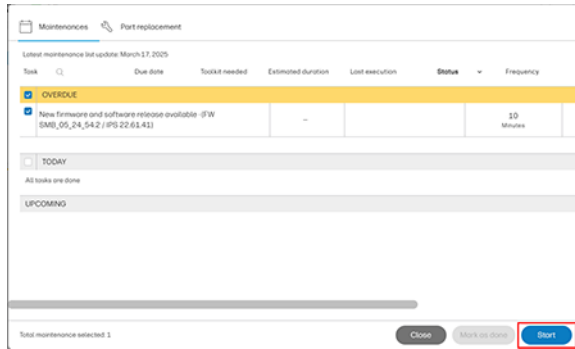 Maintenances Part replacement
Latest maintenance list update: March 17, 2025
Task Due date Toolkit needed Estimated duration Last execution Status Frequency
OVERDUE
New firmware and software release available (FW
SMB_05_24_54.2 / IPS 22.61.41)
--
10
Minutes
TODAY
All tasks are done
UPCOMING
Total maintenance selected: 1
Close Mark as done Start